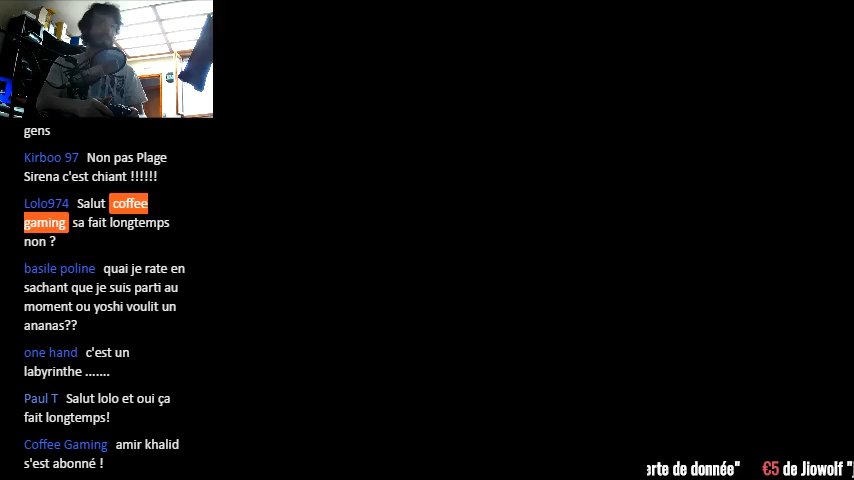 gens
Kirboo 97 Non pas Plage
Sirena c'est chiant !!!!!!
Lolo974 Salut coffee
gaming sa fait longtemps
non ?
basile poline quai je rate en
sachant que je suis parti au
moment ou yoshi voulit un
ananas??
one hand c'est un
labyrinthe .......
Paul T Salut lolo et oui ça
fait longtemps!
Coffee Gaming amir khalid
s'est abonné !
arte de donnée" €5 de Jiowolf "